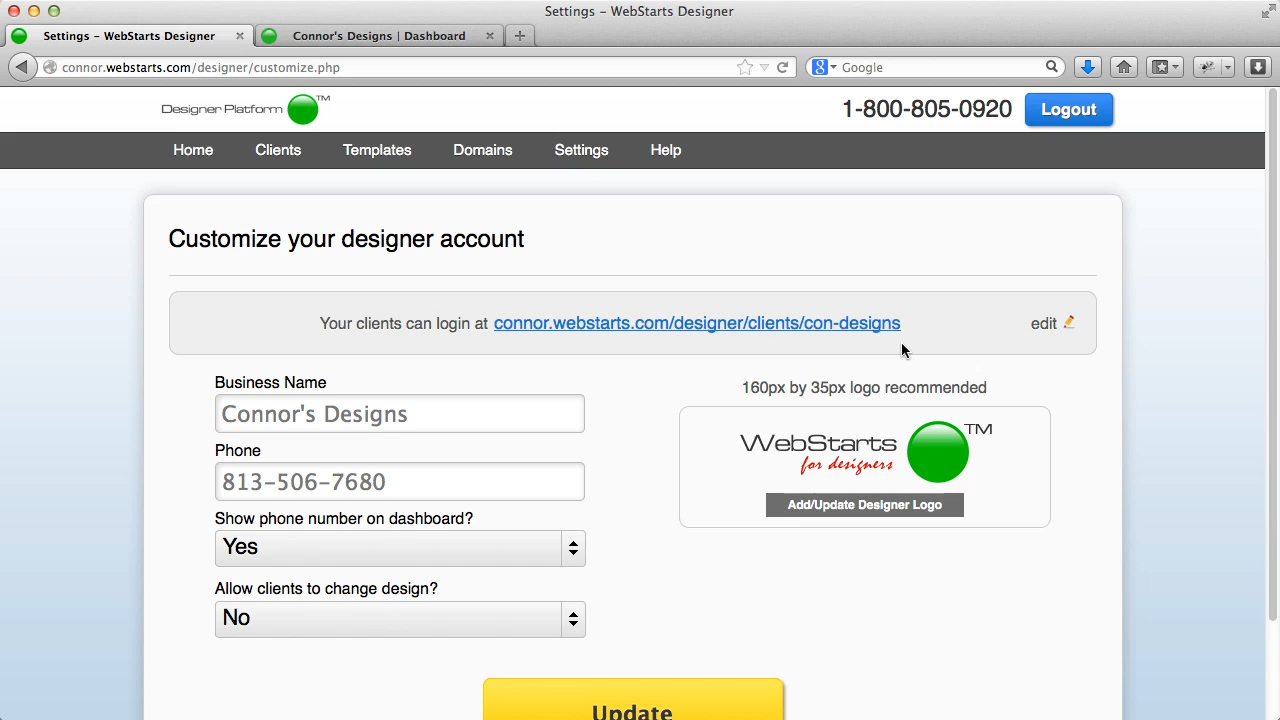 Settings – WebStarts Designer
Settings – WebStarts Designer
Connor's Designs | Dashboard
connor.webstarts.com/designer/customize.php
Google
Designer Platform TM
1-800-805-0920
Logout
Home Clients Templates Domains Settings Help
Customize your designer account
Your clients can login at connor.webstarts.com/designer/clients/con-designs
edit
Business Name
Connor's Designs
Phone
813-506-7680
Show phone number on dashboard?
Yes
Allow clients to change design?
No
160px by 35px logo recommended
WebStarts TM
for designers
Add/Update Designer Logo
Update